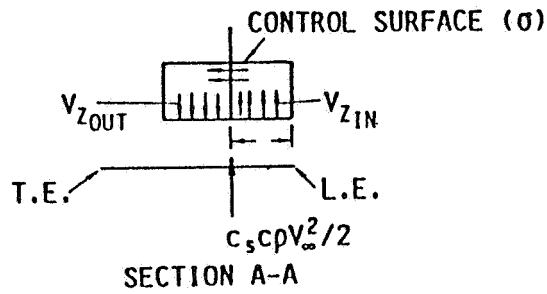 CONTROL SURFACE (σ)
V_Z_OUT V_Z_IN
T.E. L.E.
c_s cρV_∞^2/2
SECTION A-A